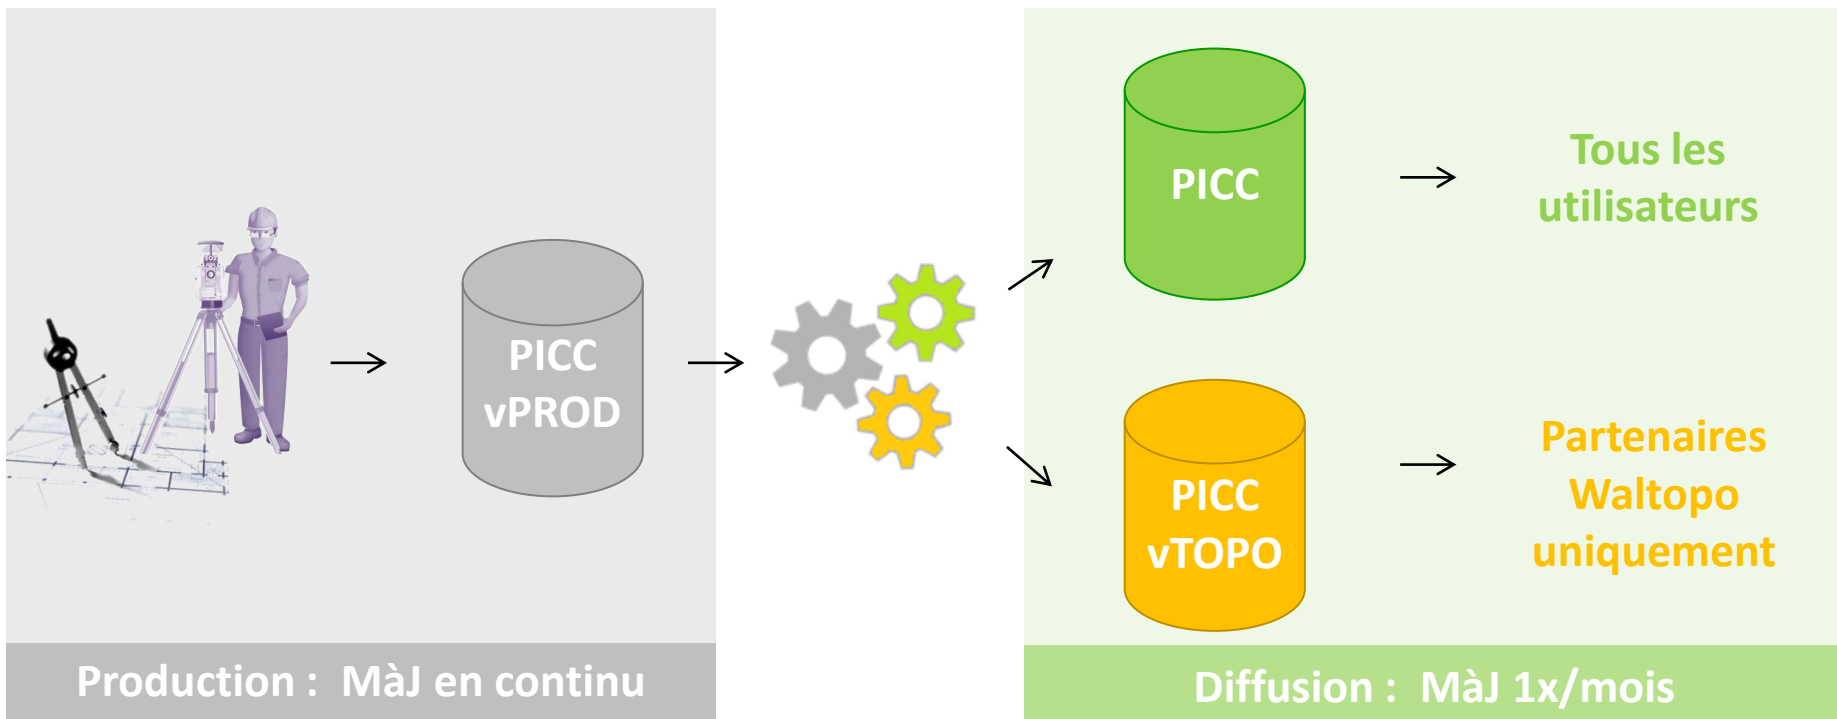 PICC
vPROD
Production :  MàJ en continu
PICC
Tous les
utilisateurs
PICC
vTOPO
Partenaires
Waltopo
uniquement
Diffusion :  MàJ 1x/mois